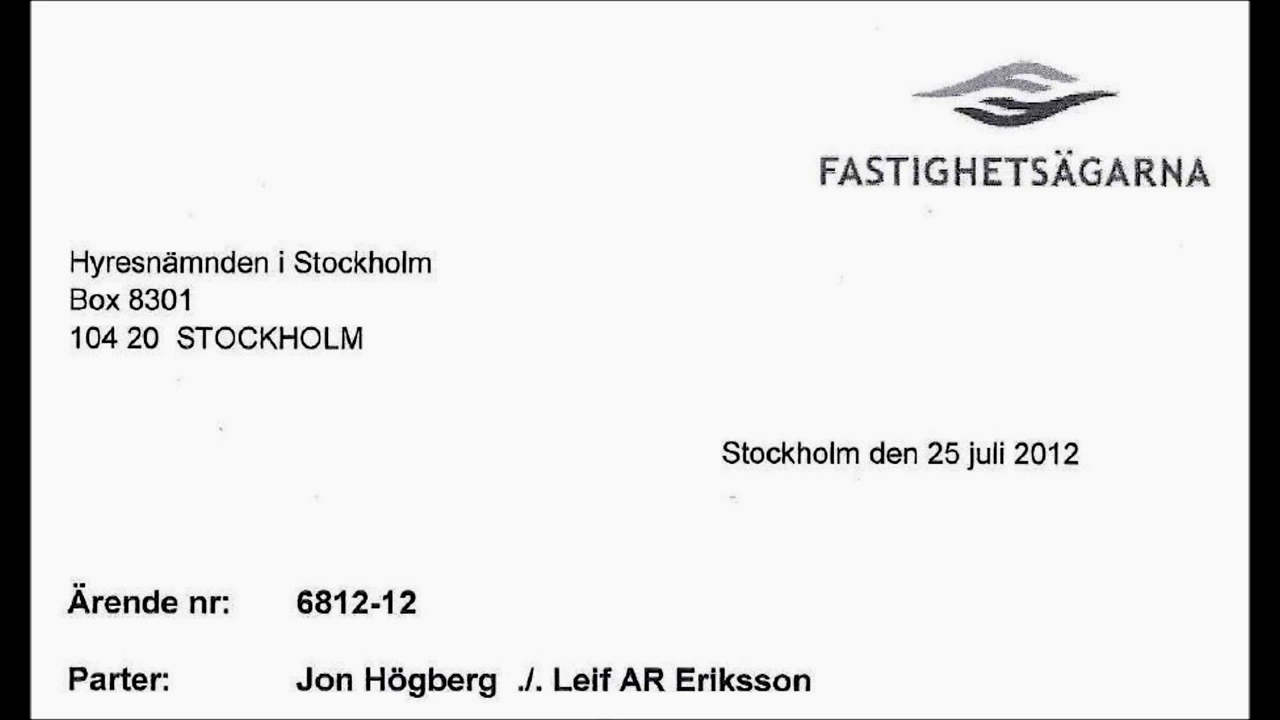 FASTIGHETSÄGARNA
Hyresnämnden i Stockholm
Box 8301
104 20 STOCKHOLM
Stockholm den 25 juli 2012
Ärende nr: 6812-12
Parter: Jon Högberg ./. Leif AR Eriksson